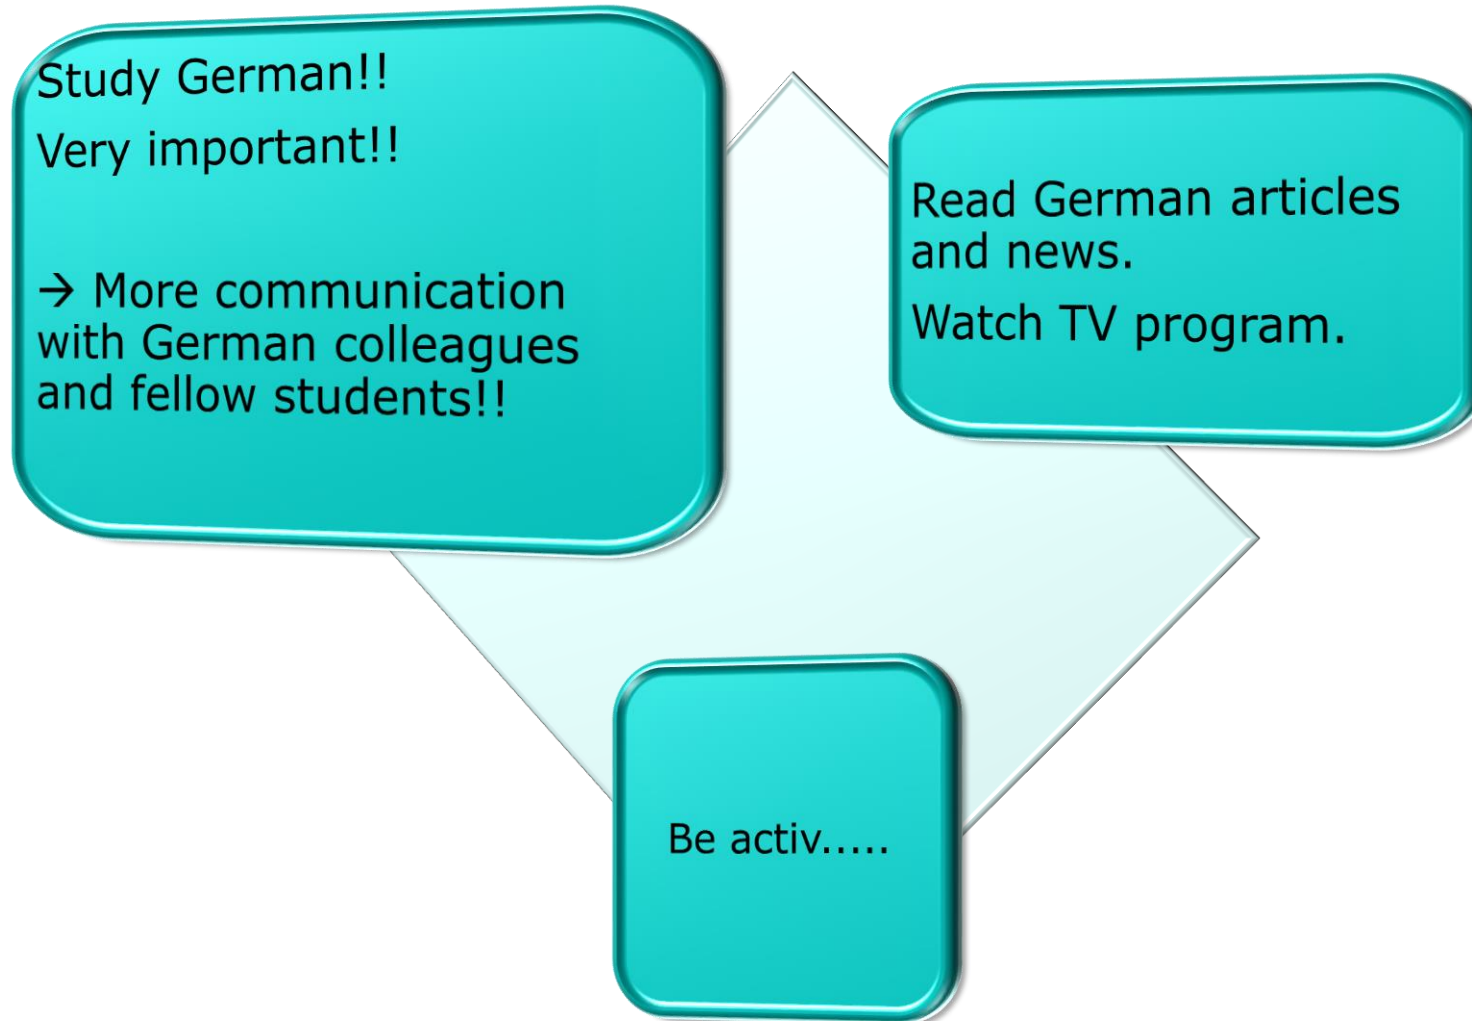 Study German!!
Very important!!
→ More communication
with German colleagues
and fellow students!!
Read German articles
and news.
Watch TV program.
Be activ.....